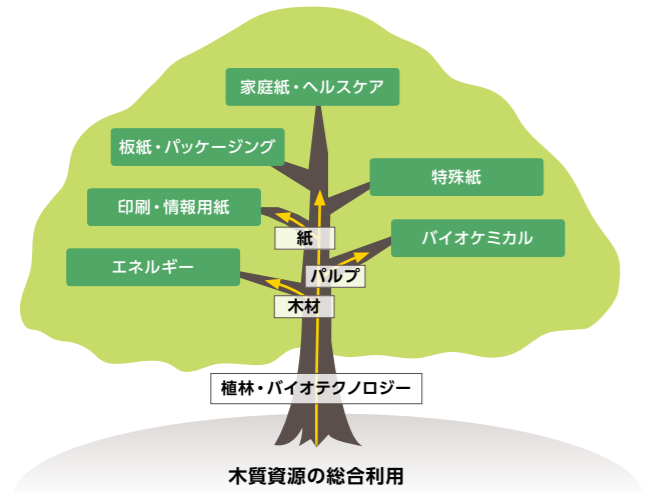 家庭紙・ヘルスケア
板紙・パッケージング
特殊紙
印刷・情報用紙
紙
バイオケミカル
エネルギー
パルプ
木材
植林・バイオテクノロジー
木質資源の総合利用